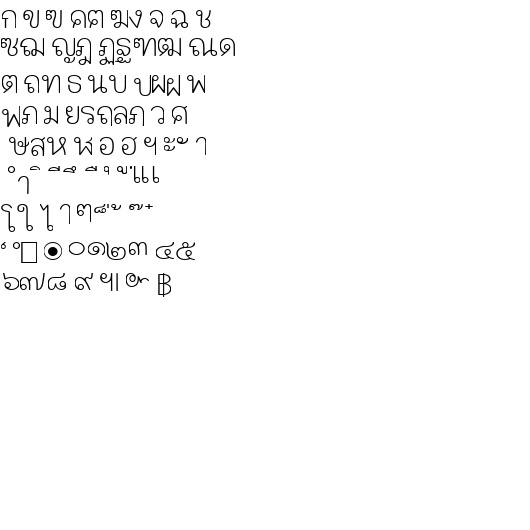 ก ข ฃ ค ฅ ฆ ง จ ฉ ช
ซ ฌ ญ ฎ ฏ ฐ ฑ ฒ ณ ด
ต ถ ท ธ น บ ป ผ ฝ พ
ฟ ภ ม ย ร ฤ ล ฦ ว ศ
ษ ส ห ฬ อ ฮ ฯ ะ ั า
ำ ิ ี ึ ื ุ ู ฺ เ แ
โ ใ ไ ๅ ๆ ็ ่ ้ ๊ ๋
์ ํ ๎ ๏ ๐ ๑ ๒ ๓ ๔ ๕
๖ ๗ ๘ ๙ ๚ ๛ ฿